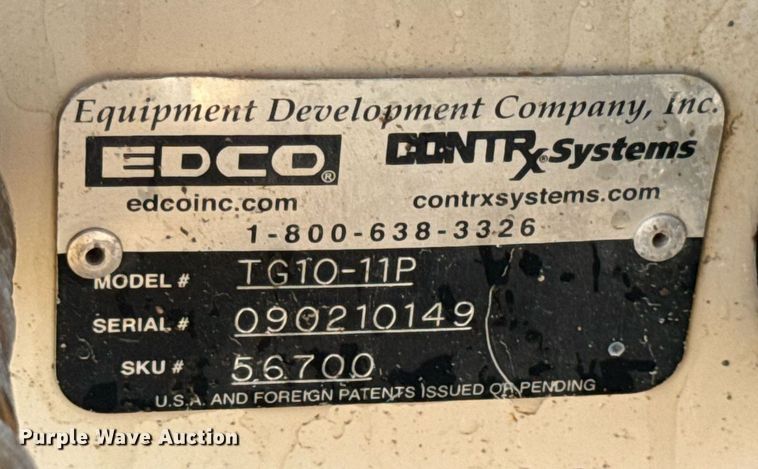 Equipment Development Company, Inc.
EDCO® CONTRx® Systems
edcoinc.com contrxsystems.com
1-800-638-3326
MODEL # TG10-11P
SERIAL # 090210149
SKU # 56700
U.S.A. AND FOREIGN PATENTS ISSUED OR PENDING
Purple Wave Auction